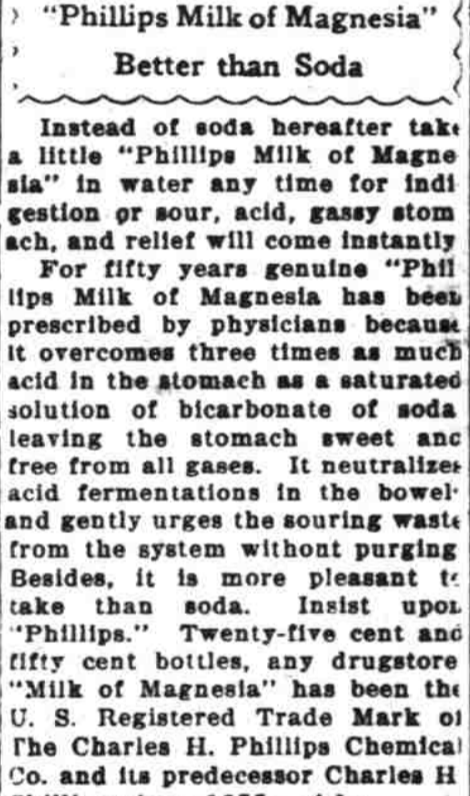 "Phillips Milk of Magnesia"
Better than Soda
Instead of soda hereafter take
a little "Phillips Milk of Magne
sia" in water any time for indi
gestion or sour, acid, gassy stom
ach, and relief will come instantly
For fifty years genuine "Phil
lips Milk of Magnesia has been
prescribed by physicians because
it overcomes three times as much
acid in the stomach as a saturated
solution of bicarbonate of soda
leaving the stomach sweet and
free from all gases. It neutralizes
acid fermentations in the bowel
and gently urges the souring waste
from the system without purging
Besides, it is more pleasant to
take than soda. Insist upon
"Phillips." Twenty-five cent and
fifty cent bottles, any drugstore
"Milk of Magnesia" has been the
U. S. Registered Trade Mark of
The Charles H. Phillips Chemical
Co. and its predecessor Charles H